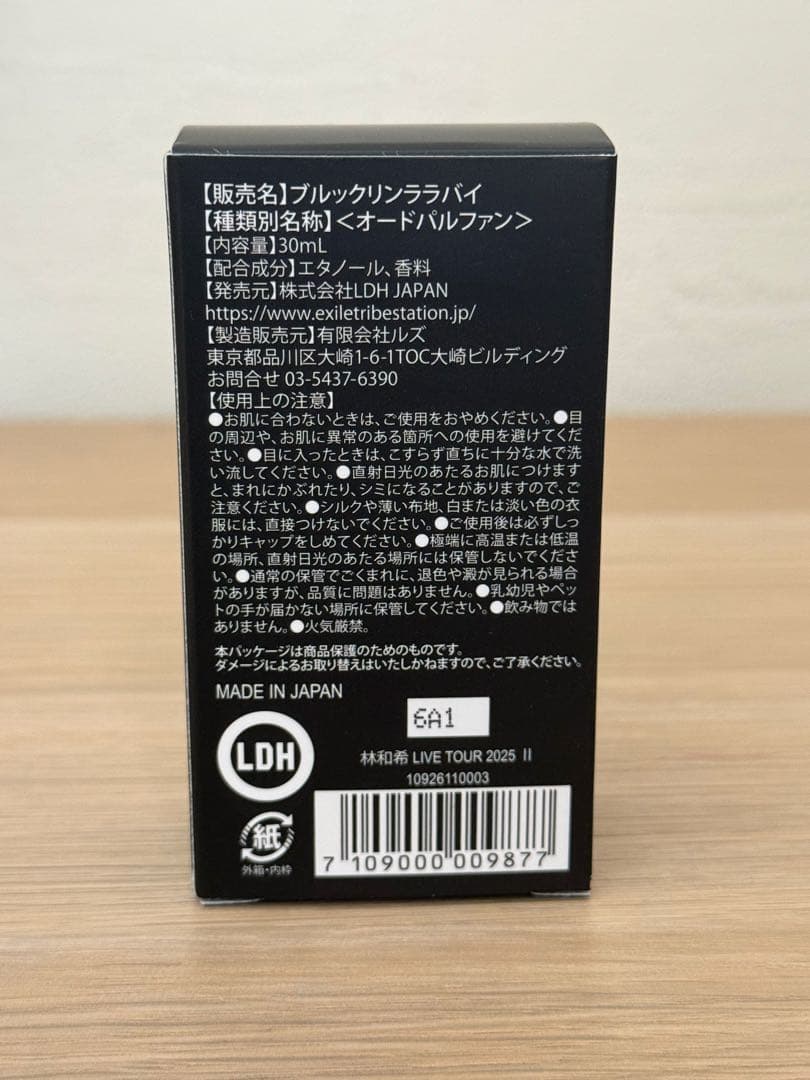 【販売名】ブルックリンララバイ
【種類別名称】＜オードパルファン＞
【内容量】30mL
【配合成分】エタノール、香料
【発売元】株式会社LDH JAPAN
https://www.exiletribestation.jp/
【製造販売元】有限会社ルズ
東京都品川区大崎1-6-1TOC大崎ビルディング
お問合せ 03-5437-6390
【使用上の注意】
●お肌に合わないときは、ご使用をおやめください。●目
の周辺や、お肌に異常のある箇所への使用を避けてくだ
さい。●目に入ったときは、こすらず直ちに十分な水で洗
い流してください。●直射日光のあたるお肌につけます
と、まれにかぶれたり、シミになることがありますので、ご
注意ください。●シルクや薄い布地、白または淡い色の衣
服には、直接つけないでください。●ご使用後は必ずしっ
かりキャップをしめてください。●極端に高温または低温
の場所、直射日光のあたる場所には保管しないでくださ
い。●通常の保管でごくまれに、退色や澱が見られる場合
がありますが、品質に問題はありません。●乳幼児やペッ
トの手が届かない場所に保管してください。●飲み物では
ありません。●火気厳禁。
本パッケージは商品保護のためのものです。
ダメージによるお取り替えはいたしかねますので、ご了承ください。
MADE IN JAPAN
6A1
LDH
林和希 LIVE TOUR 2025 II
10926110003
紙
外箱・内枠
7 109000 009877